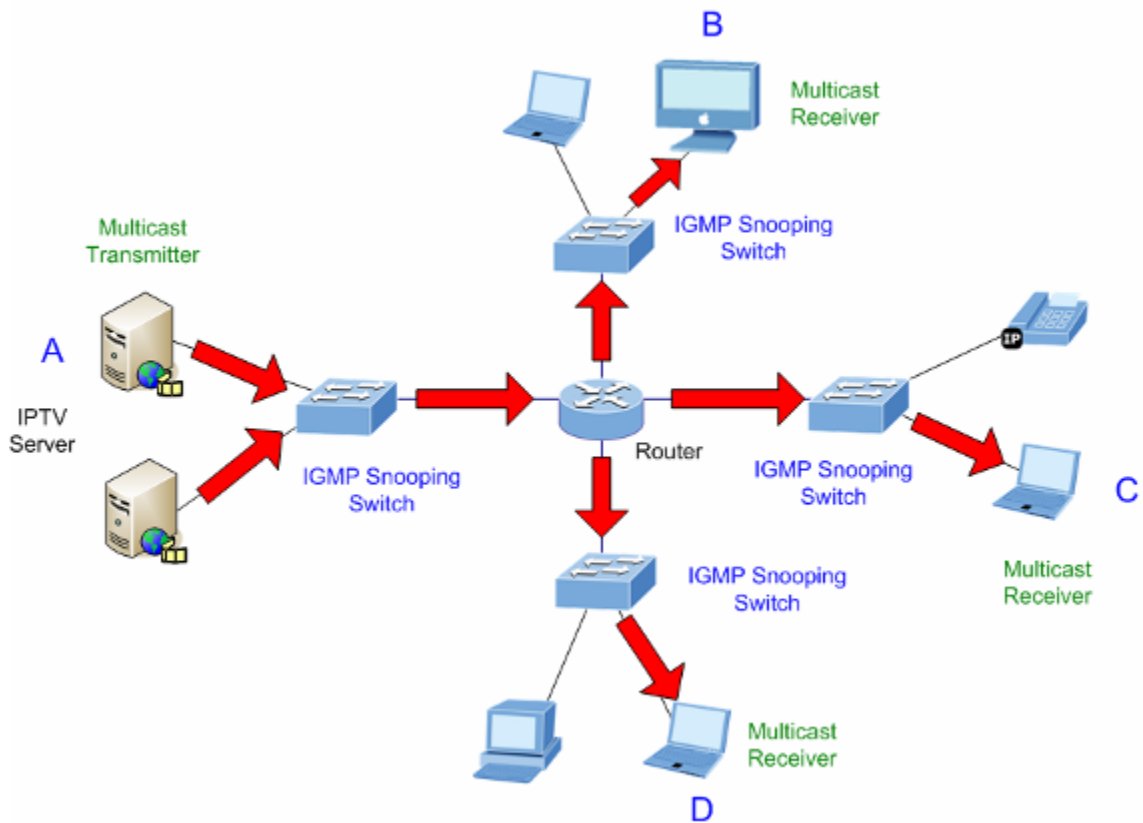 B
Multicast
Receiver
IGMP Snooping
Switch
Multicast
Transmitter
A
IPTV
Server
IGMP Snooping
Switch
Router
IP
IGMP Snooping
Switch
C
Multicast
Receiver
IGMP Snooping
Switch
Multicast
Receiver
D